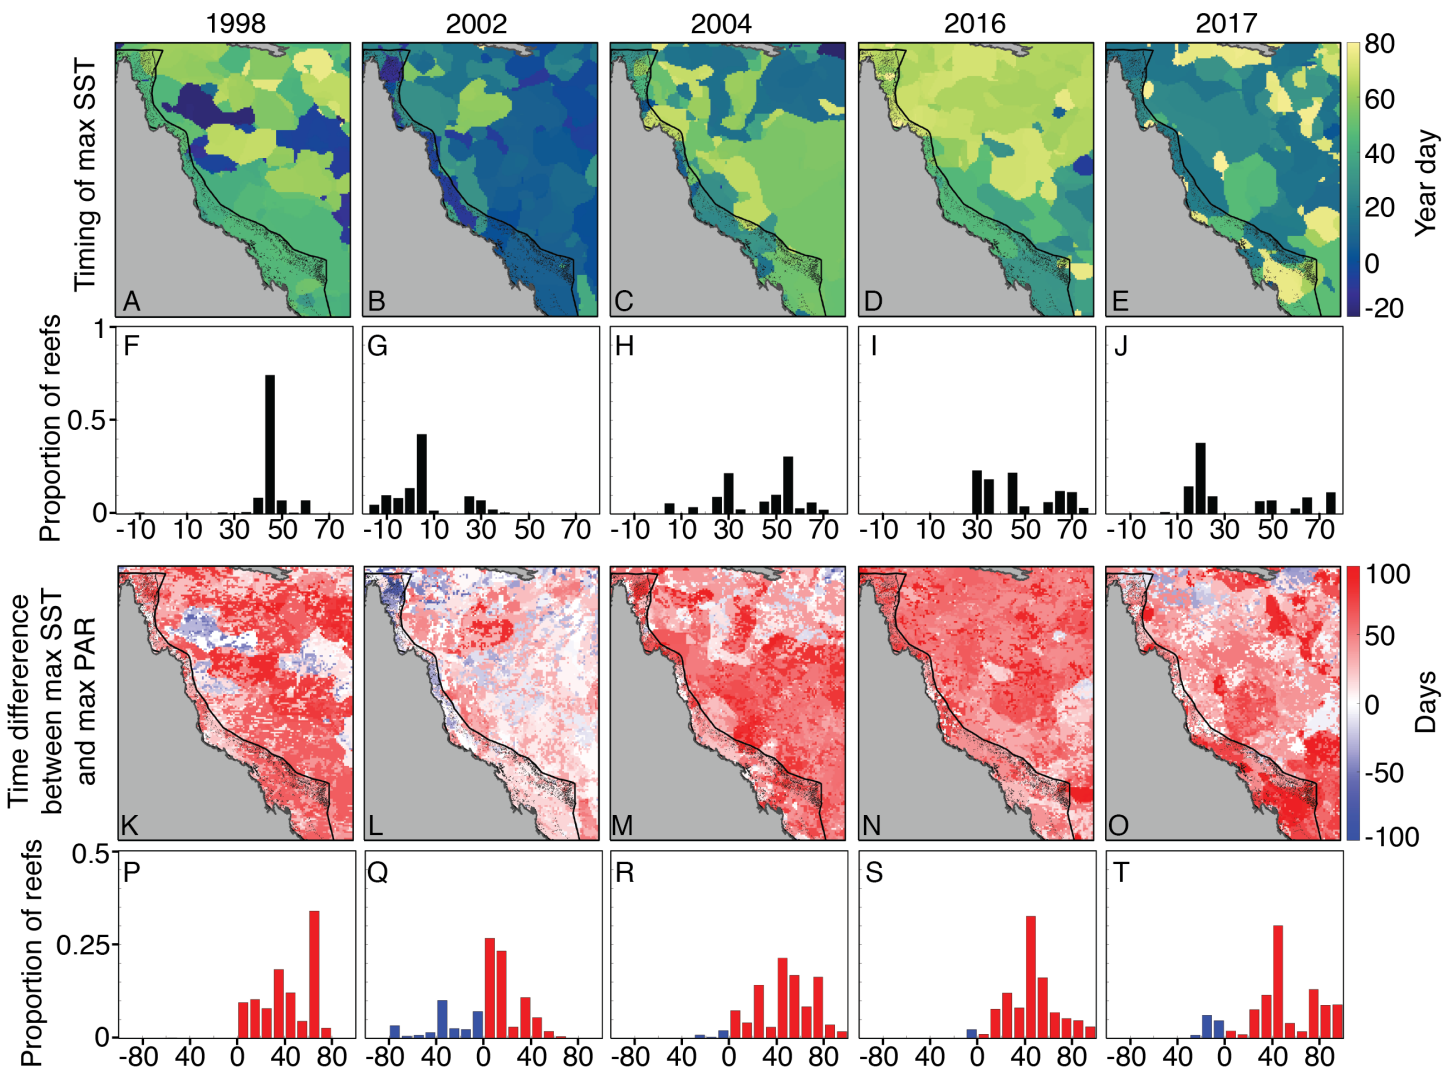 1998 2002 2004 2016 2017
Timing of max SST
A B C D E
80
60
40
20
0
-20
Year day
Proportion of reefs
1
0.5
0
F G H I J
-10 10 30 50 70 -10 10 30 50 70 -10 10 30 50 70 -10 10 30 50 70 -10 10 30 50 70
Time difference
between max SST
and max PAR
K L M N O
100
50
0
-50
-100
Days
Proportion of reefs
0.5
0.25
0
P Q R S T
-80 40 0 40 80 -80 40 0 40 80 -80 40 0 40 80 -80 40 0 40 80 -80 40 0 40 80